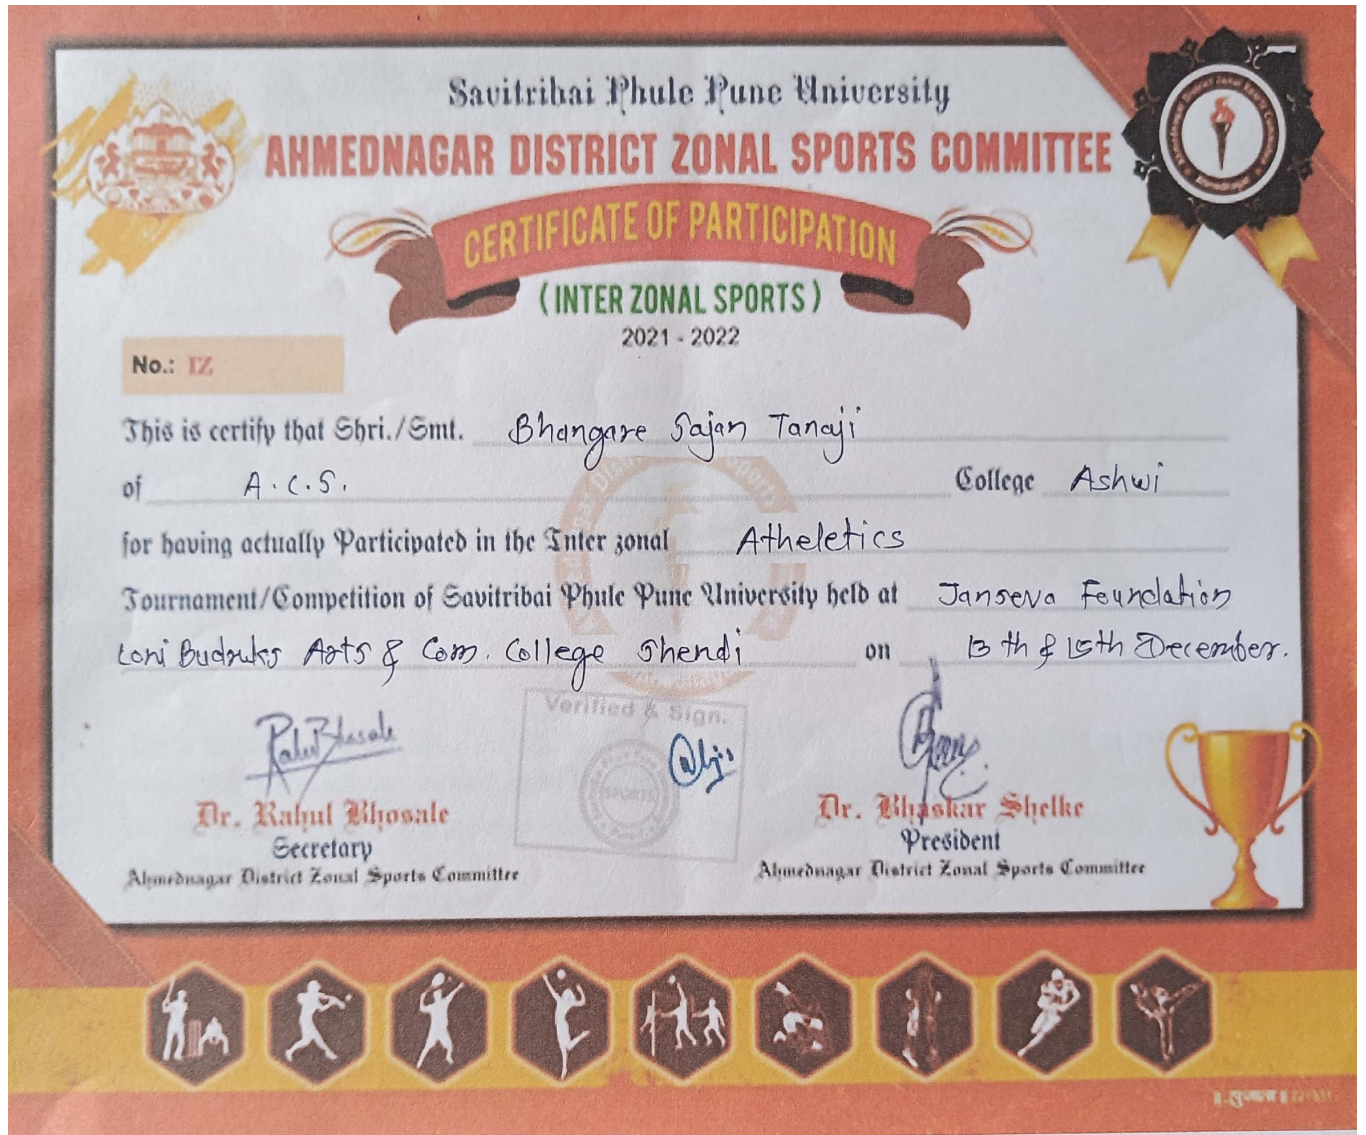 Savitribai Phule Pune University
AHMEDNAGAR DISTRICT ZONAL SPORTS COMMITTEE
CERTIFICATE OF PARTICIPATION
(INTER ZONAL SPORTS)
2021 - 2022
No.: IZ
This is certify that Shri./Smt. Bhangare Sajan Tanaji
of A.C.S. College Ashwi
for having actually Participated in the Inter zonal Atheletics
Tournament/Competition of Savitribai Phule Pune University held at Janseva Foundation
Loni Budruks Arts & Com. College Shendi on 13 th & 15th December.
Verified & Sign.
SPORTS
Dr. Rahul Bhosale
Secretary
Ahmednagar District Zonal Sports Committee
Dr. Bhaskar Shelke
President
Ahmednagar District Zonal Sports Committee